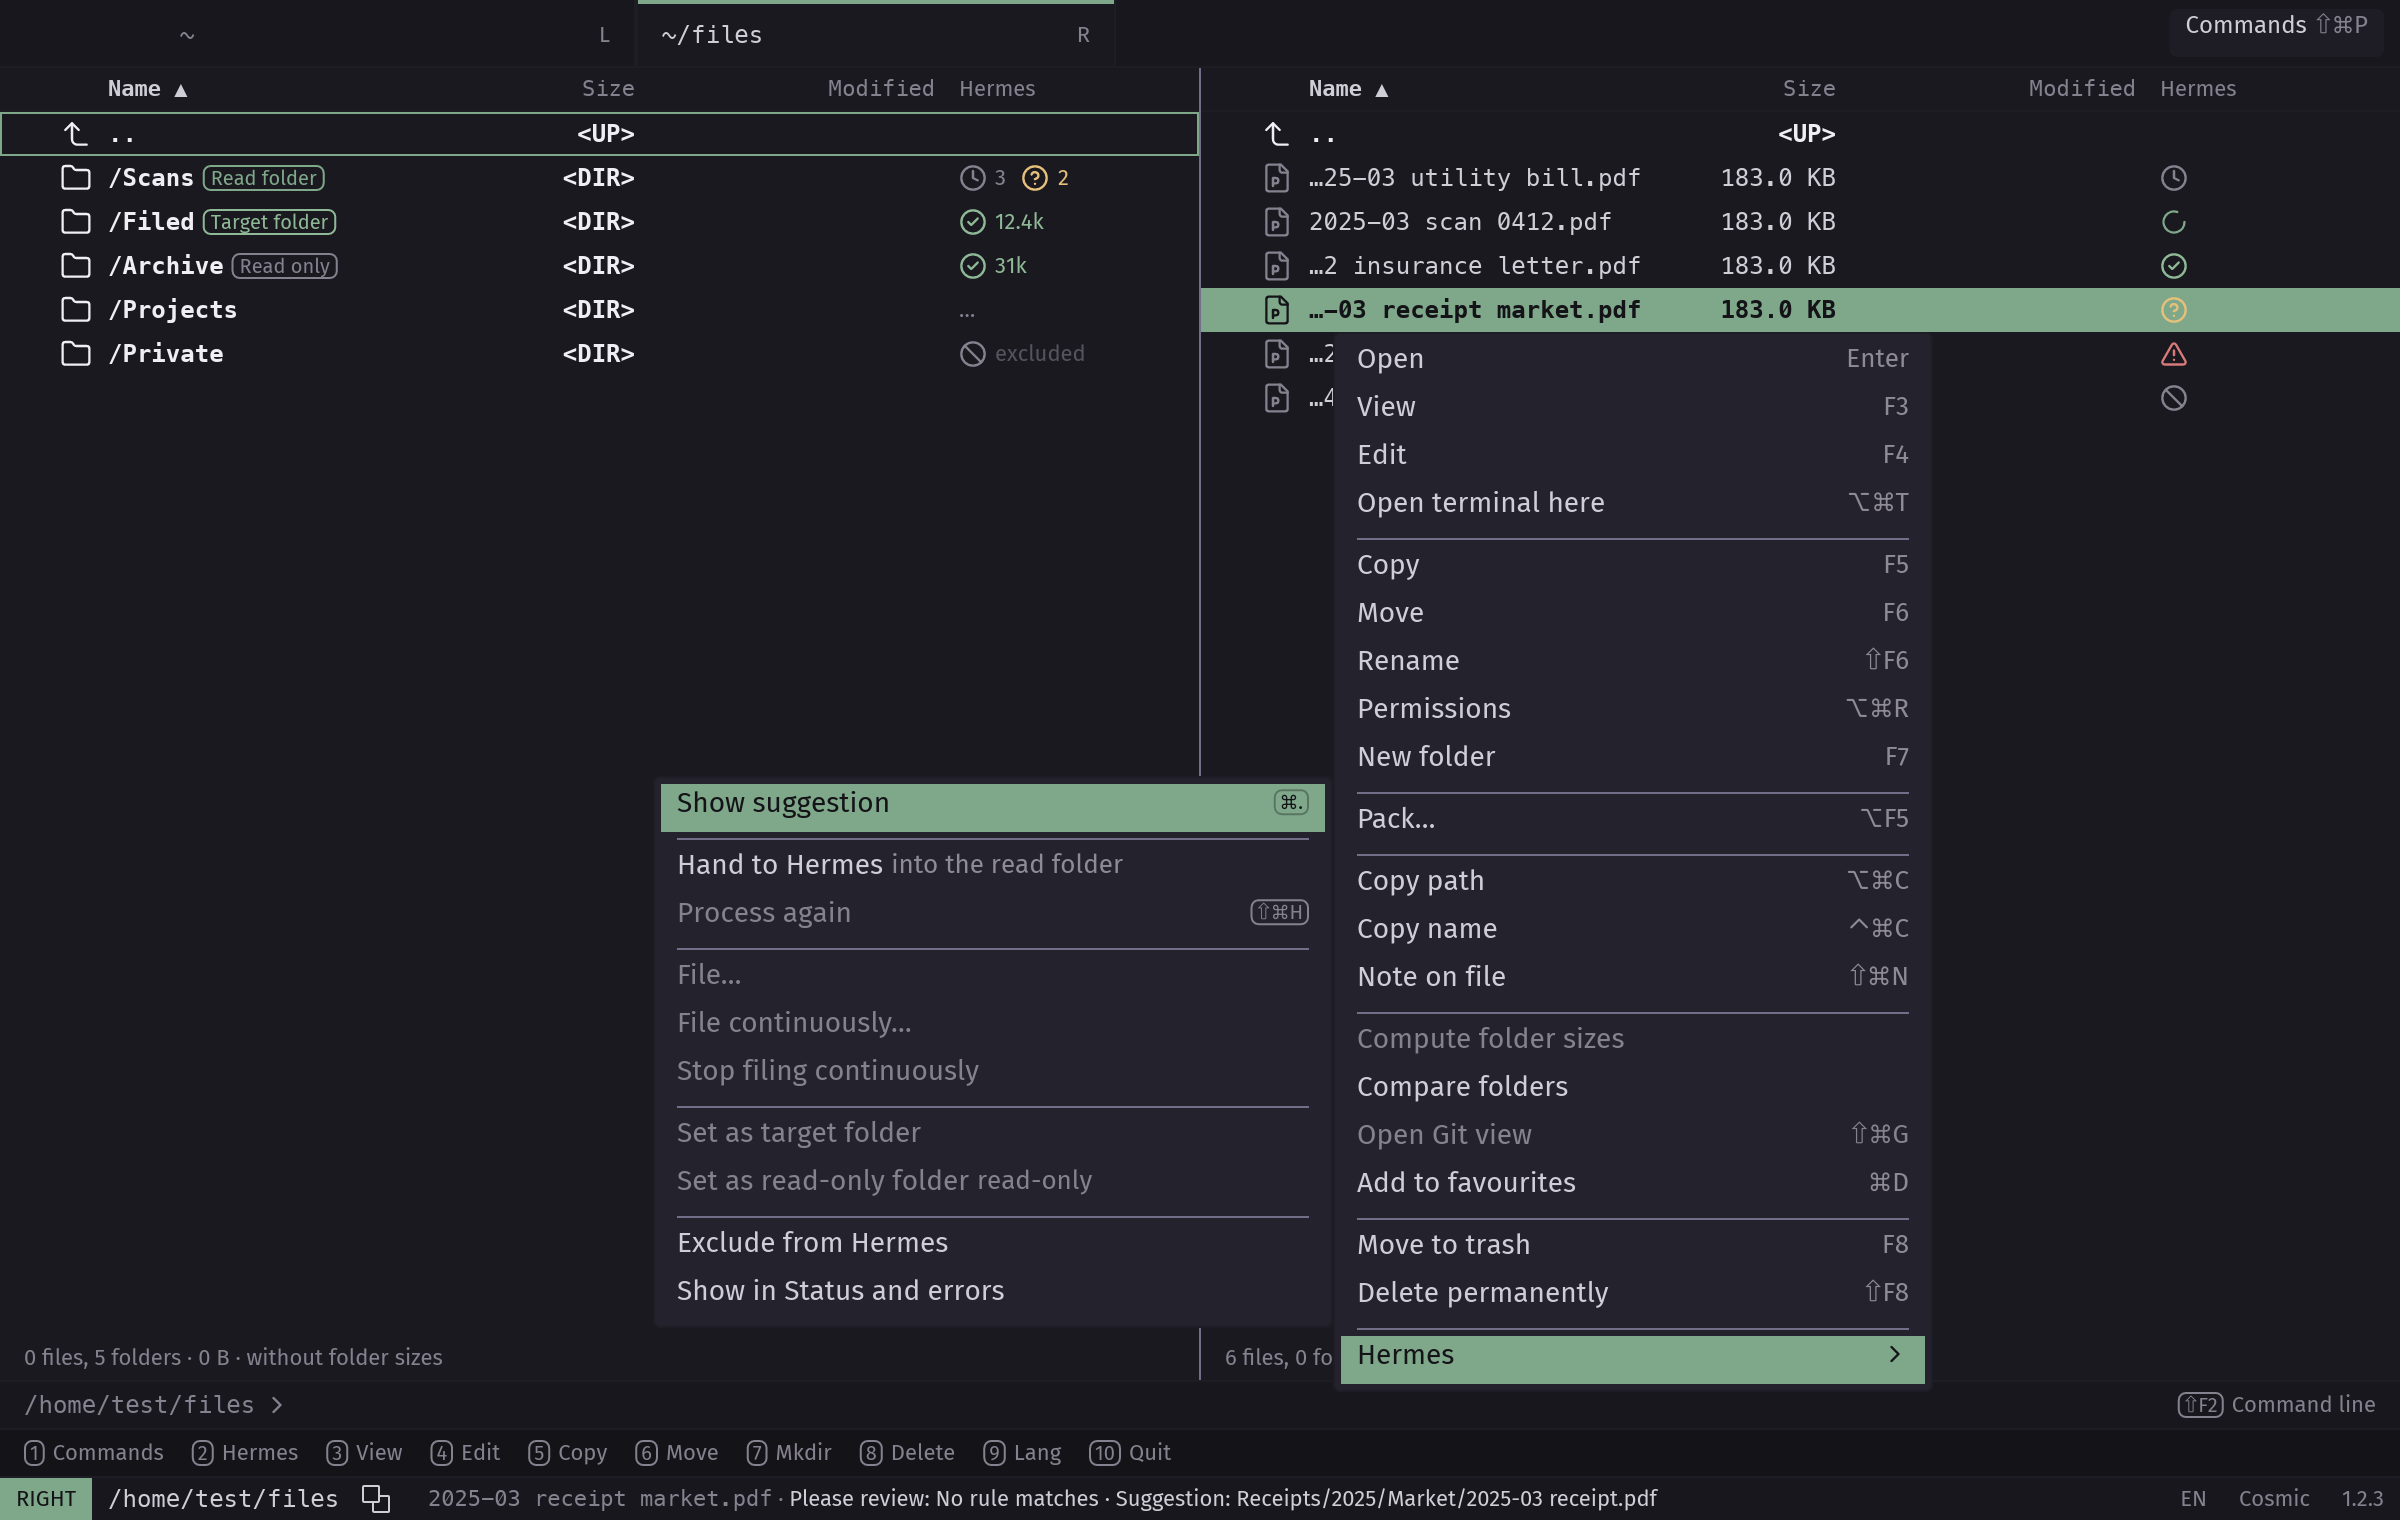 ~ L ~/files R Commands ⇧⌘P
Name ▲ Size Modified Hermes
.. <UP>
/Scans Read folder <DIR> 3 2
/Filed Target folder <DIR> 12.4k
/Archive Read only <DIR> 31k
/Projects <DIR> …
/Private <DIR> excluded
0 files, 5 folders · 0 B · without folder sizes
Name ▲ Size Modified Hermes
.. <UP>
…25-03 utility bill.pdf 183.0 KB
2025-03 scan 0412.pdf 183.0 KB
…2 insurance letter.pdf 183.0 KB
…-03 receipt market.pdf 183.0 KB
…2
…4
6 files, 0 fo
Open Enter
View F3
Edit F4
Open terminal here ⌥⌘T
Copy F5
Move F6
Rename ⇧F6
Permissions ⌥⌘R
New folder F7
Pack… ⌥F5
Copy path ⌥⌘C
Copy name ^⌘C
Note on file ⇧⌘N
Compute folder sizes
Compare folders
Open Git view ⇧⌘G
Add to favourites ⌘D
Move to trash F8
Delete permanently ⇧F8
Hermes
Show suggestion ⌘.
Hand to Hermes into the read folder
Process again ⇧⌘H
File…
File continuously…
Stop filing continuously
Set as target folder
Set as read-only folder read-only
Exclude from Hermes
Show in Status and errors
/home/test/files ⇧F2 Command line
1 Commands 2 Hermes 3 View 4 Edit 5 Copy 6 Move 7 Mkdir 8 Delete 9 Lang 10 Quit
RIGHT /home/test/files 2025-03 receipt market.pdf · Please review: No rule matches · Suggestion: Receipts/2025/Market/2025-03 receipt.pdf EN Cosmic 1.2.3